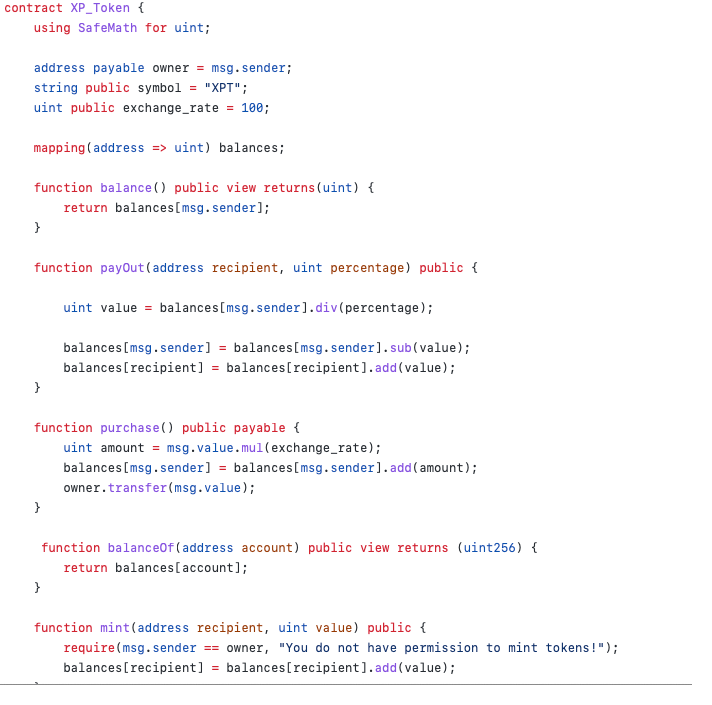 contract XP_Token {
    using SafeMath for uint;
    address payable owner = msg.sender;
    string public symbol = "XPT";
    uint public exchange_rate = 100;
    mapping(address => uint) balances;
    function balance() public view returns(uint) {
        return balances[msg.sender];
    }
    function payOut(address recipient, uint percentage) public {
        uint value = balances[msg.sender].div(percentage);
        balances[msg.sender] = balances[msg.sender].sub(value);
        balances[recipient] = balances[recipient].add(value);
    }
    function purchase() public payable {
        uint amount = msg.value.mul(exchange_rate);
        balances[msg.sender] = balances[msg.sender].add(amount);
        owner.transfer(msg.value);
    }
     function balanceOf(address account) public view returns (uint256) {
        return balances[account];
    }
    function mint(address recipient, uint value) public {
        require(msg.sender == owner, "You do not have permission to mint tokens!");
        balances[recipient] = balances[recipient].add(value);